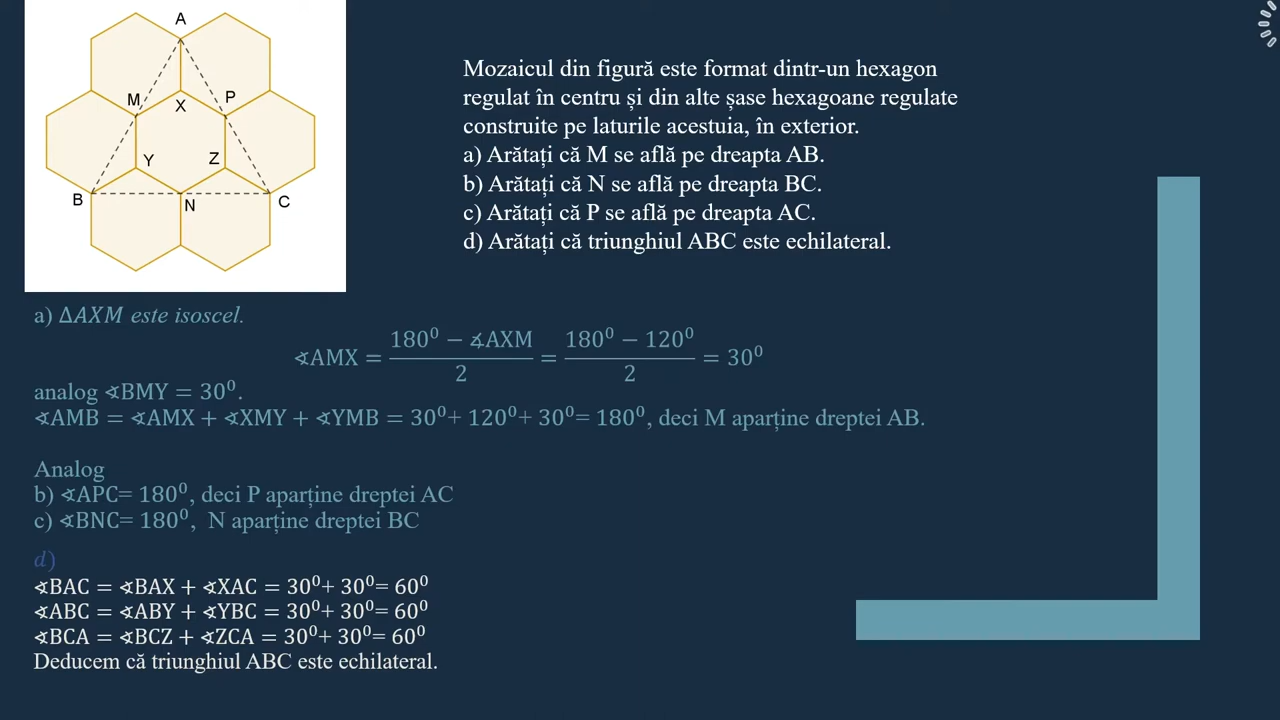 A
M
X
P
Y
Z
B
N
C
Mozaicul din figură este format dintr-un hexagon
regulat în centru și din alte șase hexagoane regulate
construite pe laturile acestuia, în exterior.
a) Arătați că M se află pe dreapta AB.
b) Arătați că N se află pe dreapta BC.
c) Arătați că P se află pe dreapta AC.
d) Arătați că triunghiul ABC este echilateral.
a) ΔAXM este isoscel.
∢AMX = (180⁰ − ∡AXM)/2 = (180⁰ − 120⁰)/2 = 30⁰
analog ∢BMY = 30⁰.
∢AMB = ∢AMX + ∢XMY + ∢YMB = 30⁰+ 120⁰+ 30⁰= 180⁰, deci M aparține dreptei AB.
Analog
b) ∢APC= 180⁰, deci P aparține dreptei AC
c) ∢BNC= 180⁰, N aparține dreptei BC
d)
∢BAC = ∢BAX + ∢XAC = 30⁰+ 30⁰= 60⁰
∢ABC = ∢ABY + ∢YBC = 30⁰+ 30⁰= 60⁰
∢BCA = ∢BCZ + ∢ZCA = 30⁰+ 30⁰= 60⁰
Deducem că triunghiul ABC este echilateral.